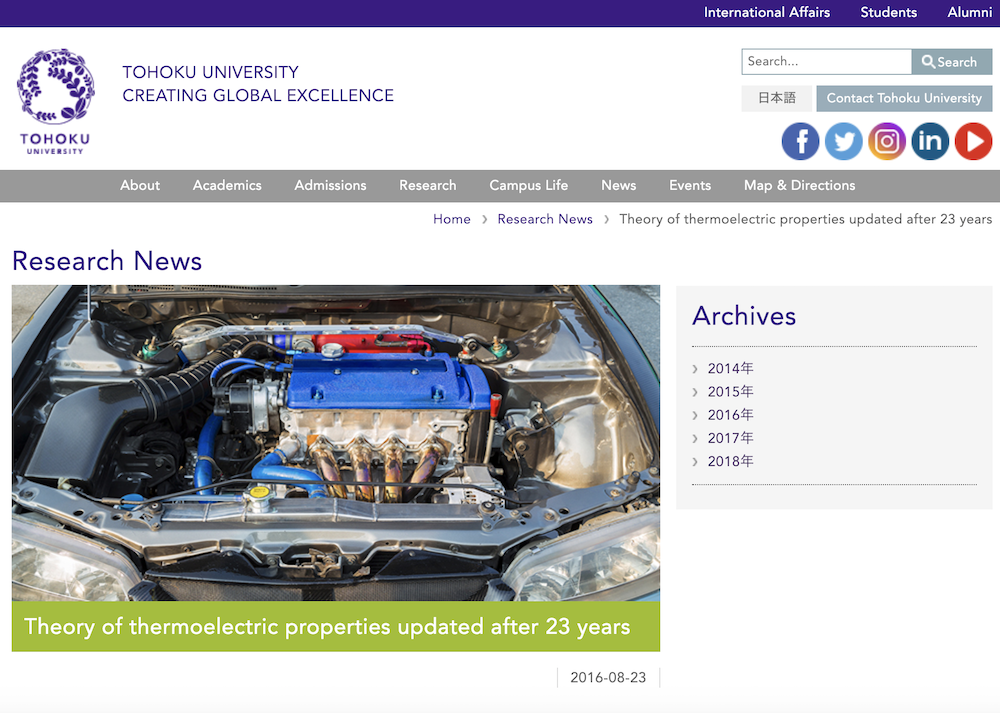 International Affairs Students Alumni
TOHOKU UNIVERSITY
CREATING GLOBAL EXCELLENCE
TOHOKU
UNIVERSITY
Search...
Search
日本語 Contact Tohoku University
f in
About Academics Admissions Research Campus Life News Events Map & Directions
Home › Research News › Theory of thermoelectric properties updated after 23 years
Research News
Archives
› 2014年
› 2015年
› 2016年
› 2017年
› 2018年
Theory of thermoelectric properties updated after 23 years
2016-08-23